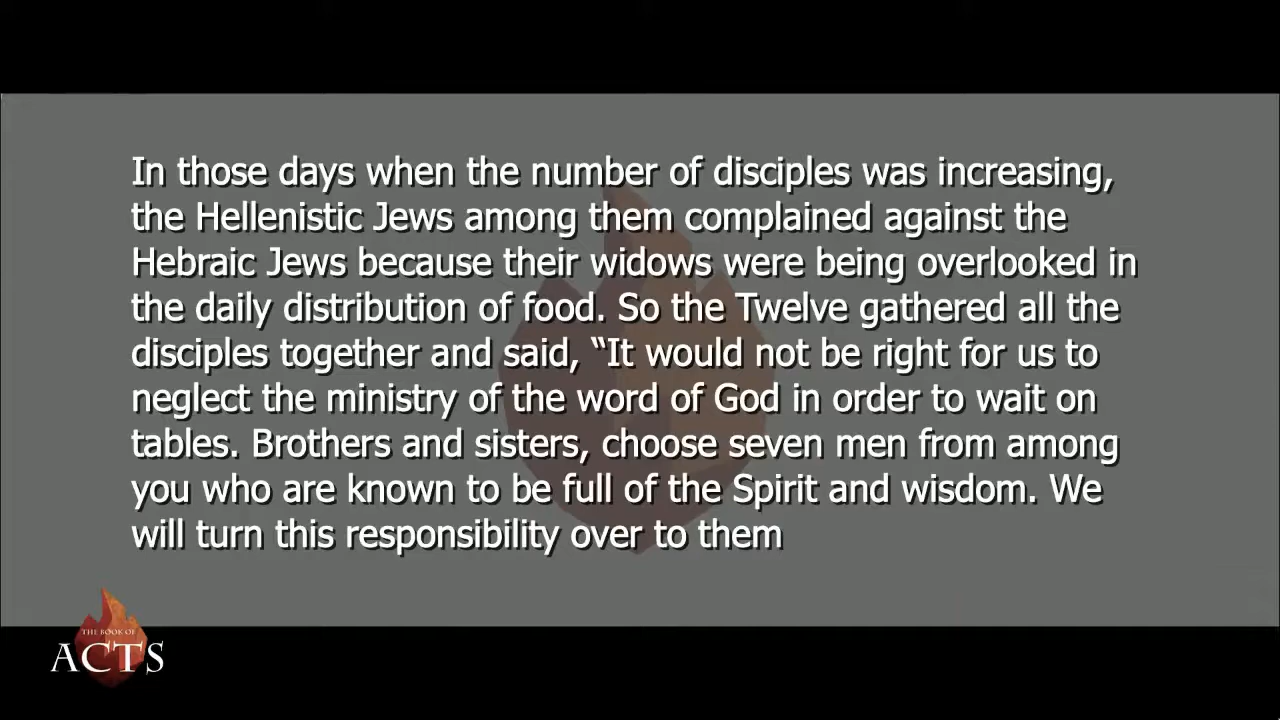 In those days when the number of disciples was increasing,
the Hellenistic Jews among them complained against the
Hebraic Jews because their widows were being overlooked in
the daily distribution of food. So the Twelve gathered all the
disciples together and said, “It would not be right for us to
neglect the ministry of the word of God in order to wait on
tables. Brothers and sisters, choose seven men from among
you who are known to be full of the Spirit and wisdom. We
will turn this responsibility over to them
THE BOOK OF
ACTS